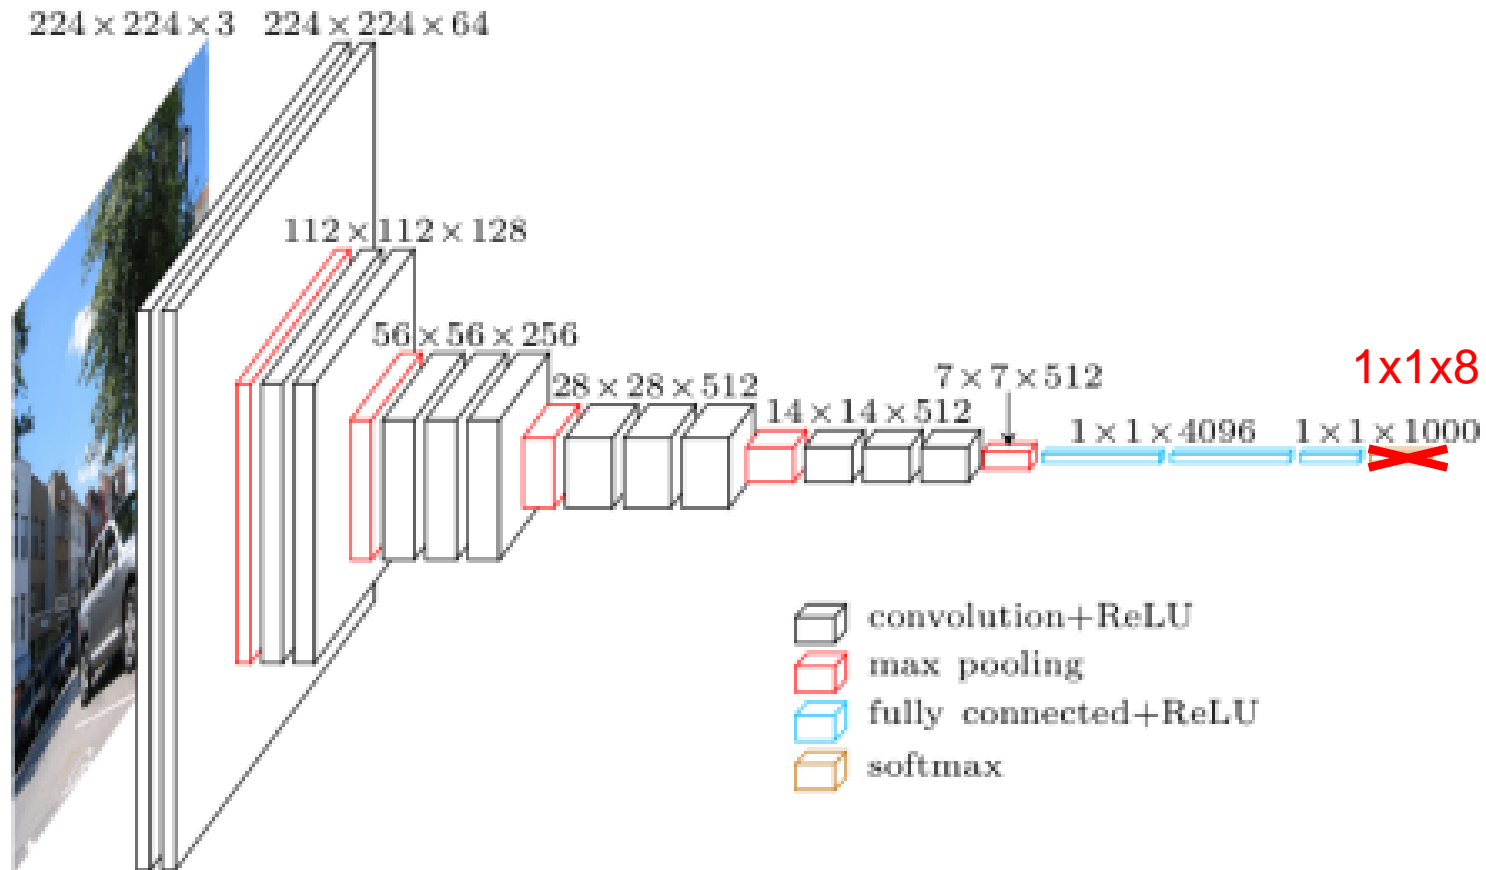 224 × 224 × 3
224 × 224 × 64
112 × 112 × 128
56 × 56 × 256
28 × 28 × 512
14 × 14 × 512
7 × 7 × 512
1 × 1 × 4096
1x1x8
1 × 1 × 1000
convolution+ReLU
max pooling
fully connected+ReLU
softmax